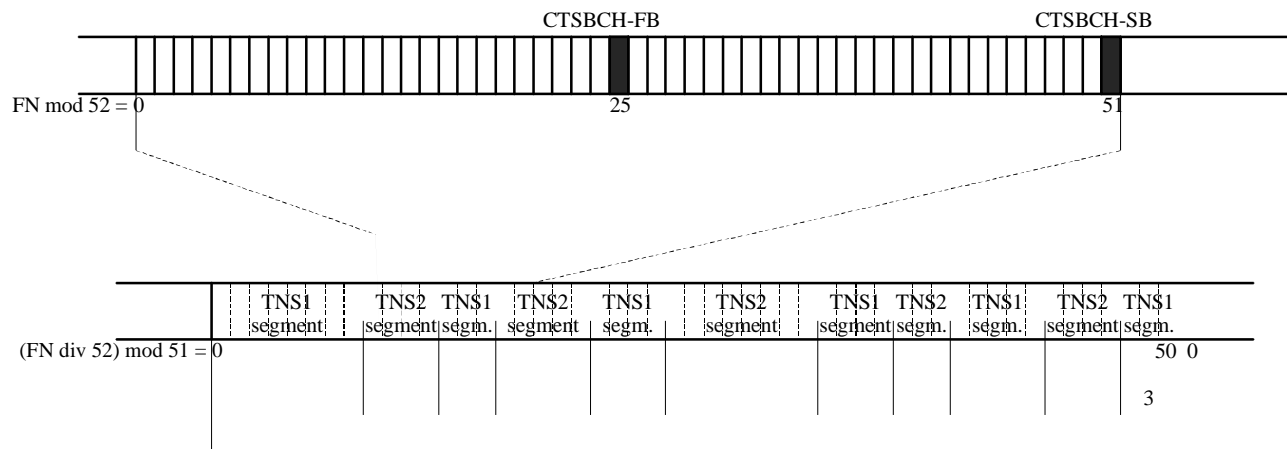 CTSBCH-FB CTSBCH-SB
FN mod 52 = 0 25 51
TNS1 TNS2 TNS1 TNS2 TNS1 TNS2 TNS1 TNS2 TNS1 TNS2 TNS1
segment segment segm. segment segm. segment segment segm. segm. segment segm.
(FN div 52) mod 51 = 0 50 0
3